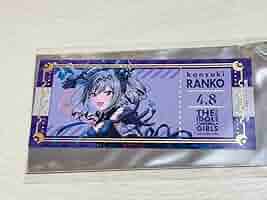 kanzaki
RANKO
4.8
THE
IDOLM@STER
CINDERELLA
GIRLS